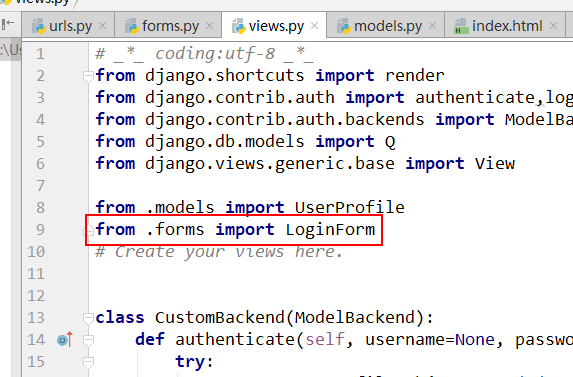 views.py
urls.py × forms.py × views.py × models.py × index.html ×
:\Us
1 # _*_ coding:utf-8 _*_
2 from django.shortcuts import render
3 from django.contrib.auth import authenticate,log
4 from django.contrib.auth.backends import ModelBa
5 from django.db.models import Q
6 from django.views.generic.base import View
7
8 from .models import UserProfile
9 from .forms import LoginForm
10 # Create your views here.
11
12
13 class CustomBackend(ModelBackend):
14 def authenticate(self, username=None, passwo
15 try: